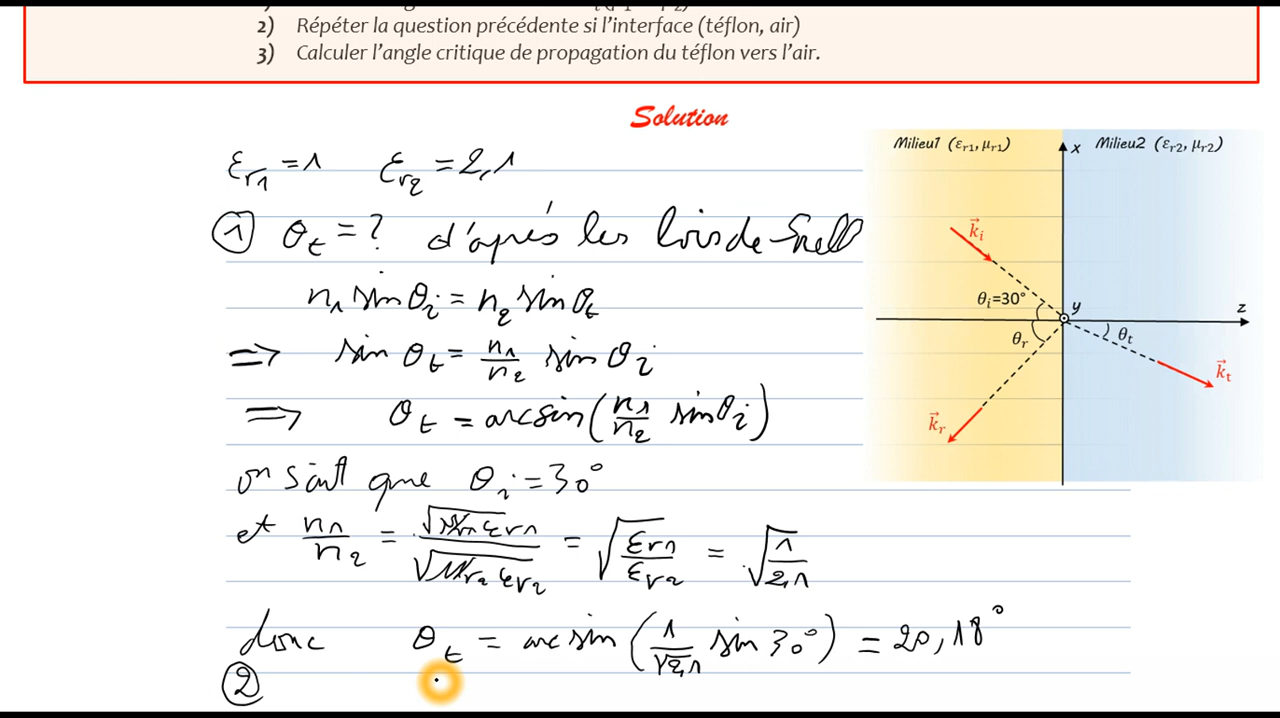 2) Répéter la question précédente si l'interface (téflon, air)
3) Calculer l'angle critique de propagation du téflon vers l'air.
Solution
εr1 = 1 εr2 = 2,1
① θt = ? d'aprés les lois de Snell
n1 sin θi = n2 sin θt
⇒ sin θt = n1/n2 sin θi
⇒ θt = arcsin(n1/n2 sin θi)
on sait que θi = 30°
et n1/n2 = √(μr1 εr1)/√(μr2 εr2) = √(εr1/εr2) = √(1/2,1)
donc θt = arcsin(1/√2,1 sin 30°) = 20,18°
②
Milieu1 (εr1, μr1)
Milieu2 (εr2, μr2)
x
k⃗i
θi=30°
y
z
θr
θt
k⃗t
k⃗r